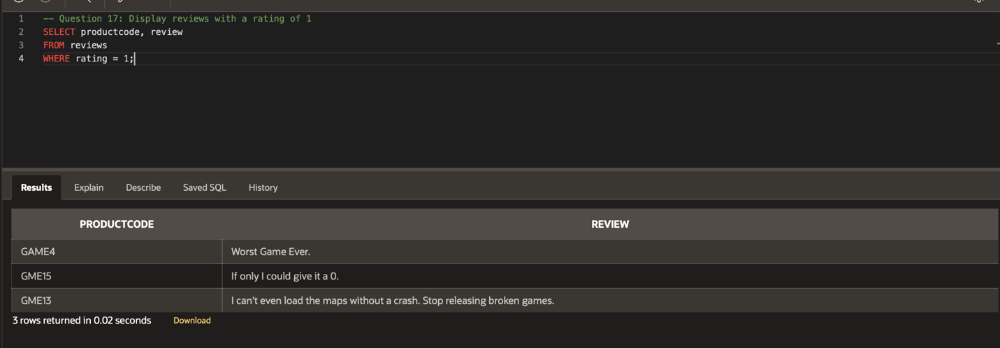 1 -- Question 17: Display reviews with a rating of 1
2 SELECT productcode, review
3 FROM reviews
4 WHERE rating = 1;
Results Explain Describe Saved SQL History
PRODUCTCODE REVIEW
GAME4 Worst Game Ever.
GME15 If only I could give it a 0.
GME13 I can't even load the maps without a crash. Stop releasing broken games.
3 rows returned in 0.02 seconds Download